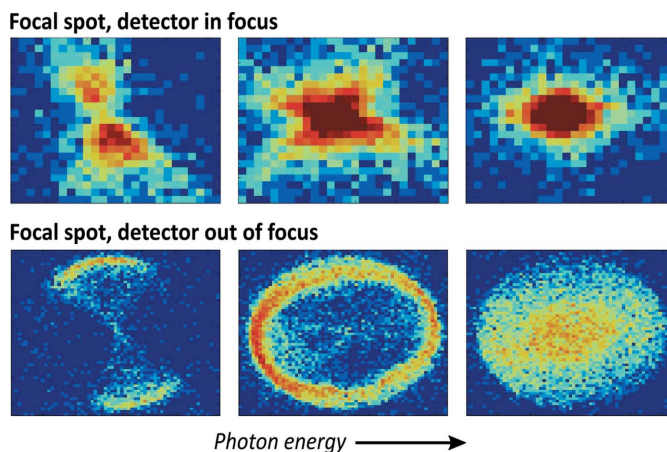 Focal spot, detector in focus
Focal spot, detector out of focus
Photon energy